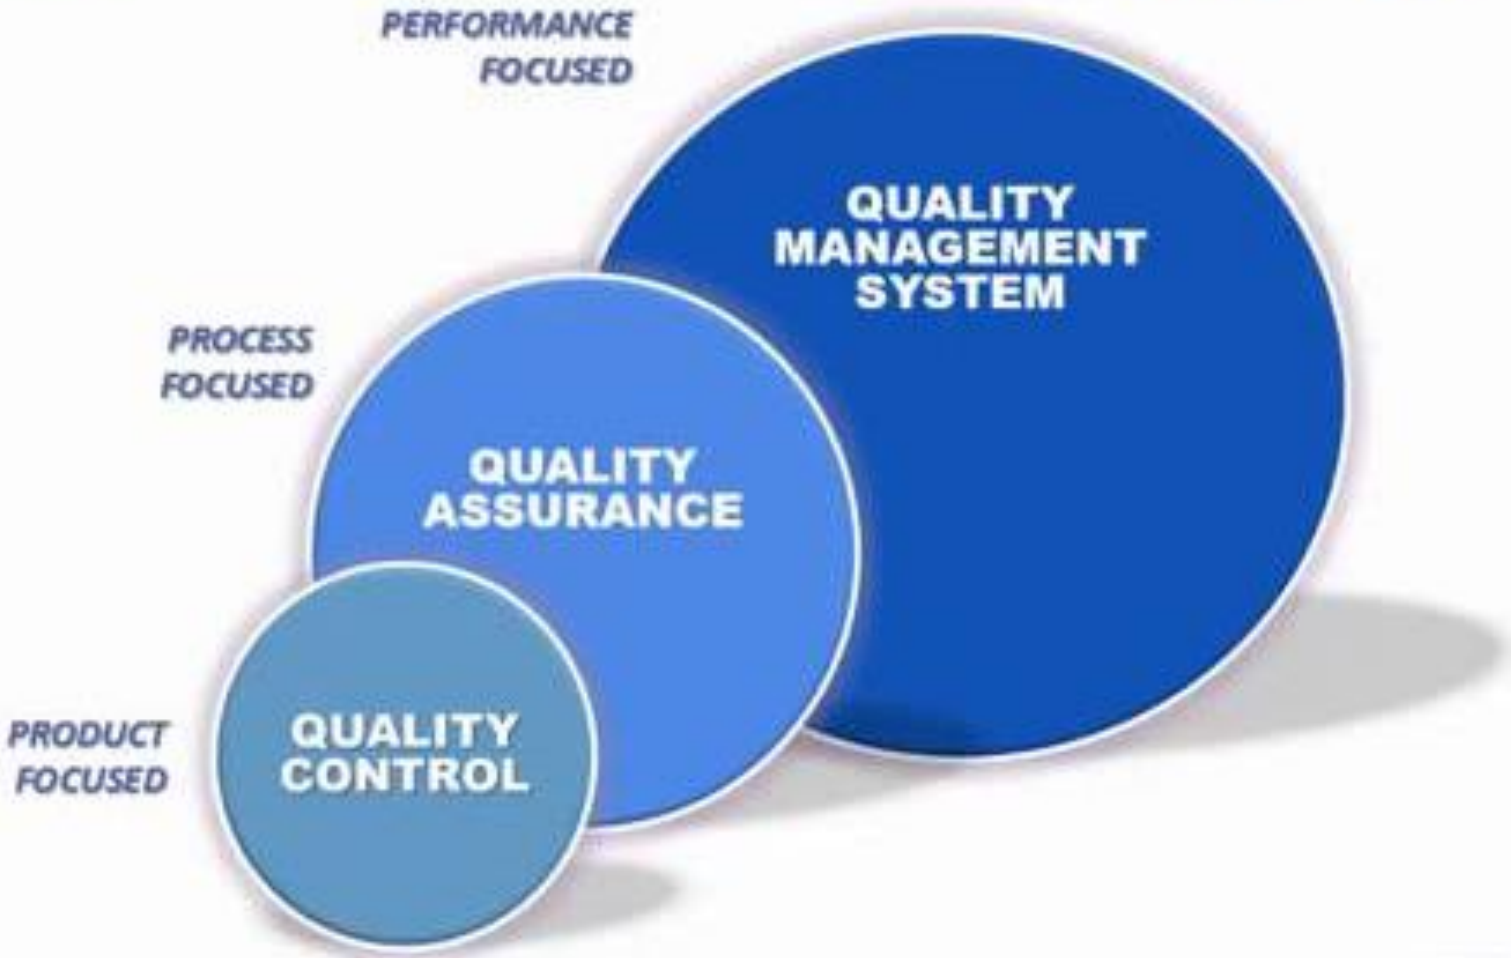 PERFORMANCE
FOCUSED
QUALITY
MANAGEMENT
SYSTEM
PROCESS
FOCUSED
QUALITY
ASSURANCE
PRODUCT
FOCUSED
QUALITY
CONTROL